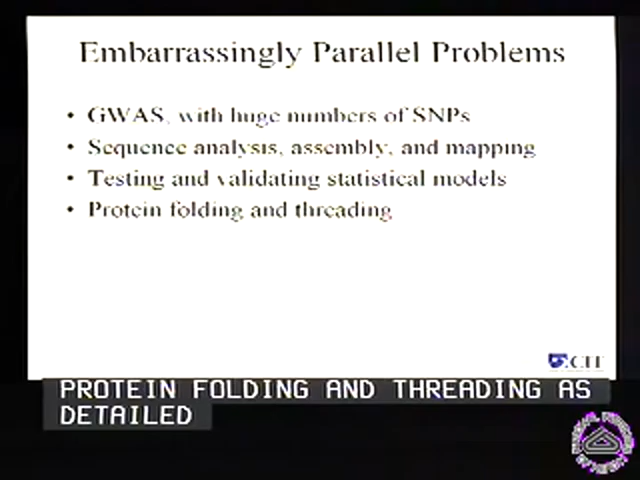 Embarrassingly Parallel Problems
• GWAS, with huge numbers of SNPs
• Sequence analysis, assembly, and mapping
• Testing and validating statistical models
• Protein folding and threading
CIT
PROTEIN FOLDING AND THREADING AS
DETAILED